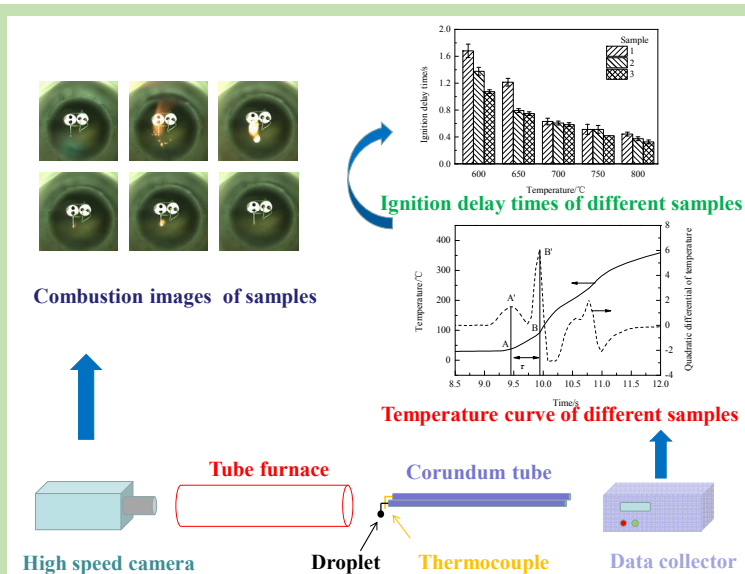 Sample
1
2
3
Ignition delay time/s
2.0
1.6
1.2
0.8
0.4
0.0
600 650 700 750 800
Temperature/℃
Ignition delay times of different samples
Combustion images of samples
Temperature/℃
400
300
200
100
0
A'
B'
A
B
τ
8
6
4
2
0
-2
-4
Quadratic differential of temperature
8.5 9.0 9.5 10.0 10.5 11.0 11.5 12.0
Time/s
Temperature curve of different samples
Tube furnace
Corundum tube
High speed camera
Droplet
Thermocouple
Data collector